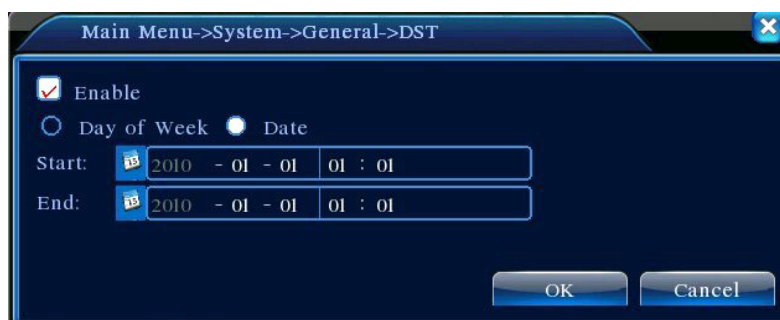 Main Menu->System->General->DST
Enable
Day of Week Date
Start: 2010 - 01 - 01 01 : 01
End: 2010 - 01 - 01 01 : 01
OK Cancel